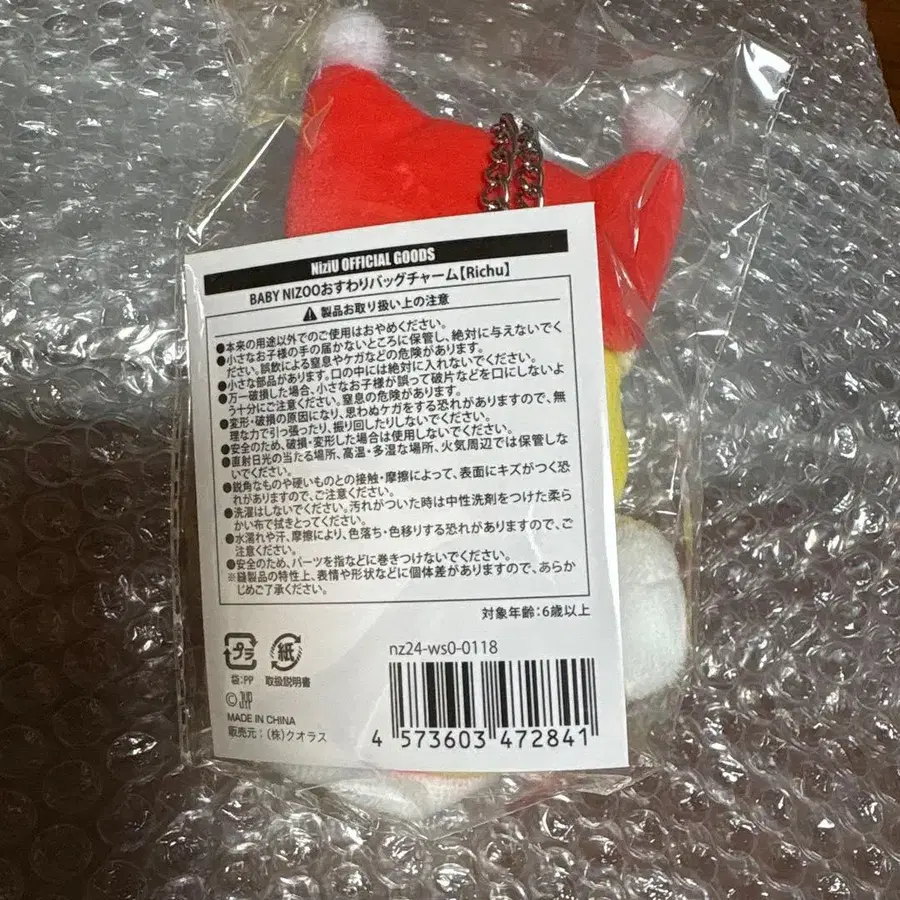 NiziU OFFICIAL GOODS
BABY NIZOOおすわりバッグチャーム【Richu】
製品お取り扱い上の注意
●本来の用途以外でのご使用はおやめください。
●小さなお子様の手の届かないところに保管し、絶対に与えないでく
ださい。誤飲による窒息やケガなどの危険があります。
●小さな部品があります。口の中には絶対に入れないでください。
●万一破損した場合、小さなお子様が誤って破片などを口にしないよ
う十分にご注意ください。窒息の危険があります。
●変形・破損の原因になり、思わぬケガをする恐れがありますので、無
理な力で引っ張ったり、振り回したりしないでください。
●安全のため、破損・変形した場合は使用しないでください。
●直射日光の当たる場所、高温・多湿な場所、火気周辺では保管しな
いでください。
●鋭角なものや硬いものとの接触・摩擦によって、表面にキズがつく恐
れがありますので、ご注意ください。
●洗濯はしないでください。汚れがついた時は中性洗剤をつけた柔ら
かい布で拭きとってください。
●水濡れや汗、摩擦により、色落ち・色移りする恐れがありますので、ご
注意ください。
●安全のため、パーツを指などに巻きつけないでください。
※縫製品の特性上、表情や形状などに個体差がありますので、あらか
じめご了承ください。
対象年齢:6歳以上
プラ 紙
袋:PP 取扱説明書
nz24-ws0-0118
©
MADE IN CHINA
販売元:(株)クオラス
4 573603 472841